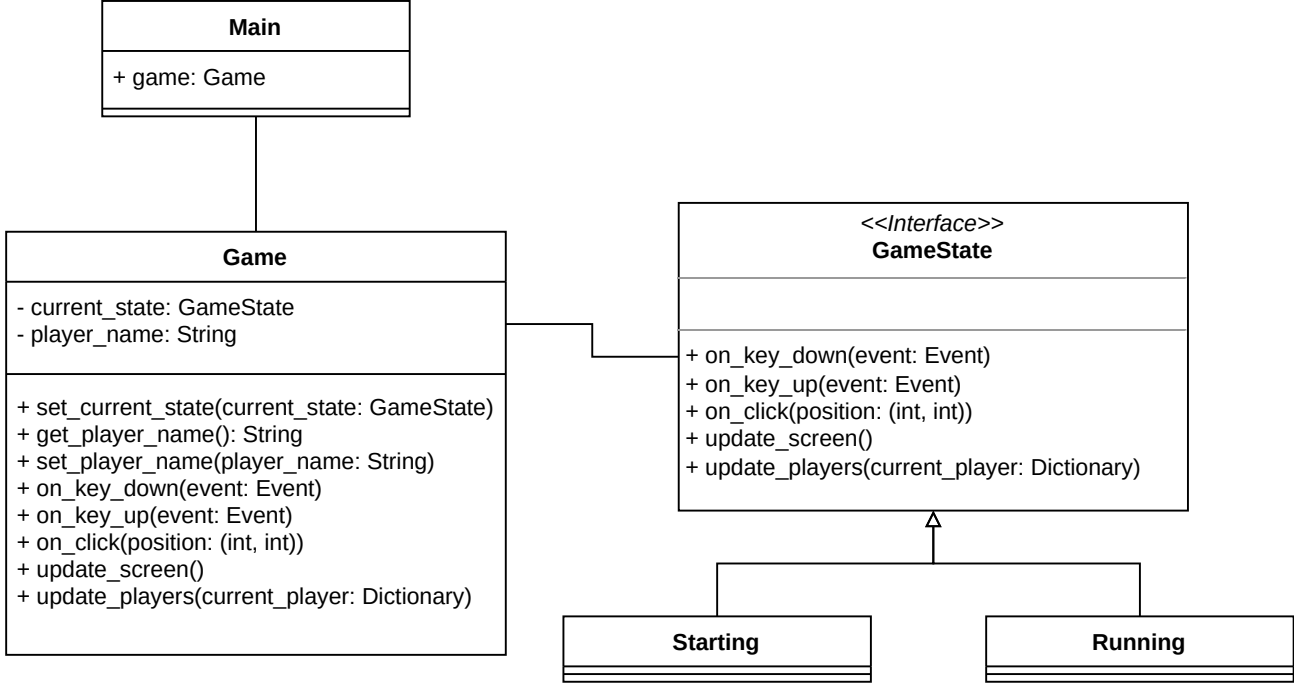 Main
+ game: Game
Game
- current_state: GameState
- player_name: String
+ set_current_state(current_state: GameState)
+ get_player_name(): String
+ set_player_name(player_name: String)
+ on_key_down(event: Event)
+ on_key_up(event: Event)
+ on_click(position: (int, int))
+ update_screen()
+ update_players(current_player: Dictionary)
<<Interface>>
GameState
+ on_key_down(event: Event)
+ on_key_up(event: Event)
+ on_click(position: (int, int))
+ update_screen()
+ update_players(current_player: Dictionary)
Starting
Running